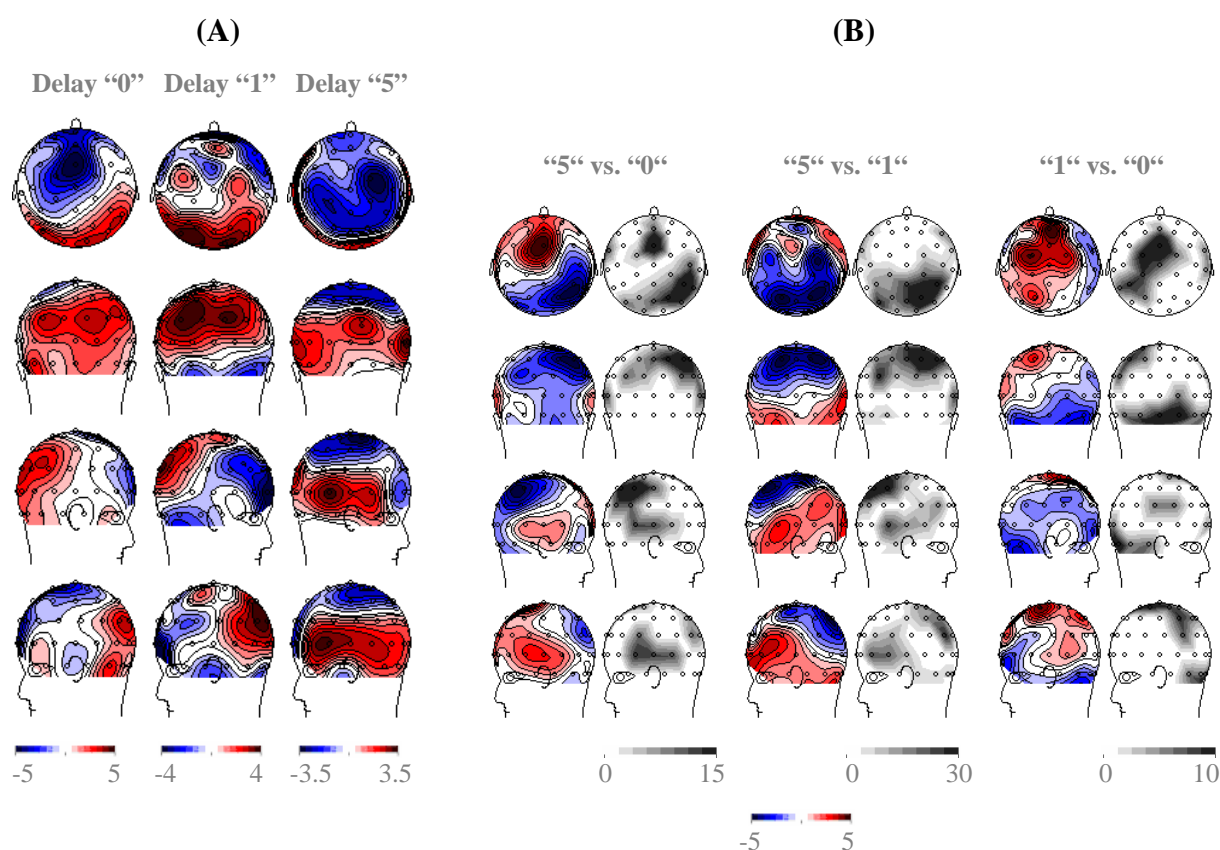 (A)
(B)
Delay “0”
Delay “1”
Delay “5”
“5“ vs. “0“
“5“ vs. “1“
“1“ vs. “0“
-5
5
-4
4
-3.5
3.5
0
15
0
30
0
10
-5
5